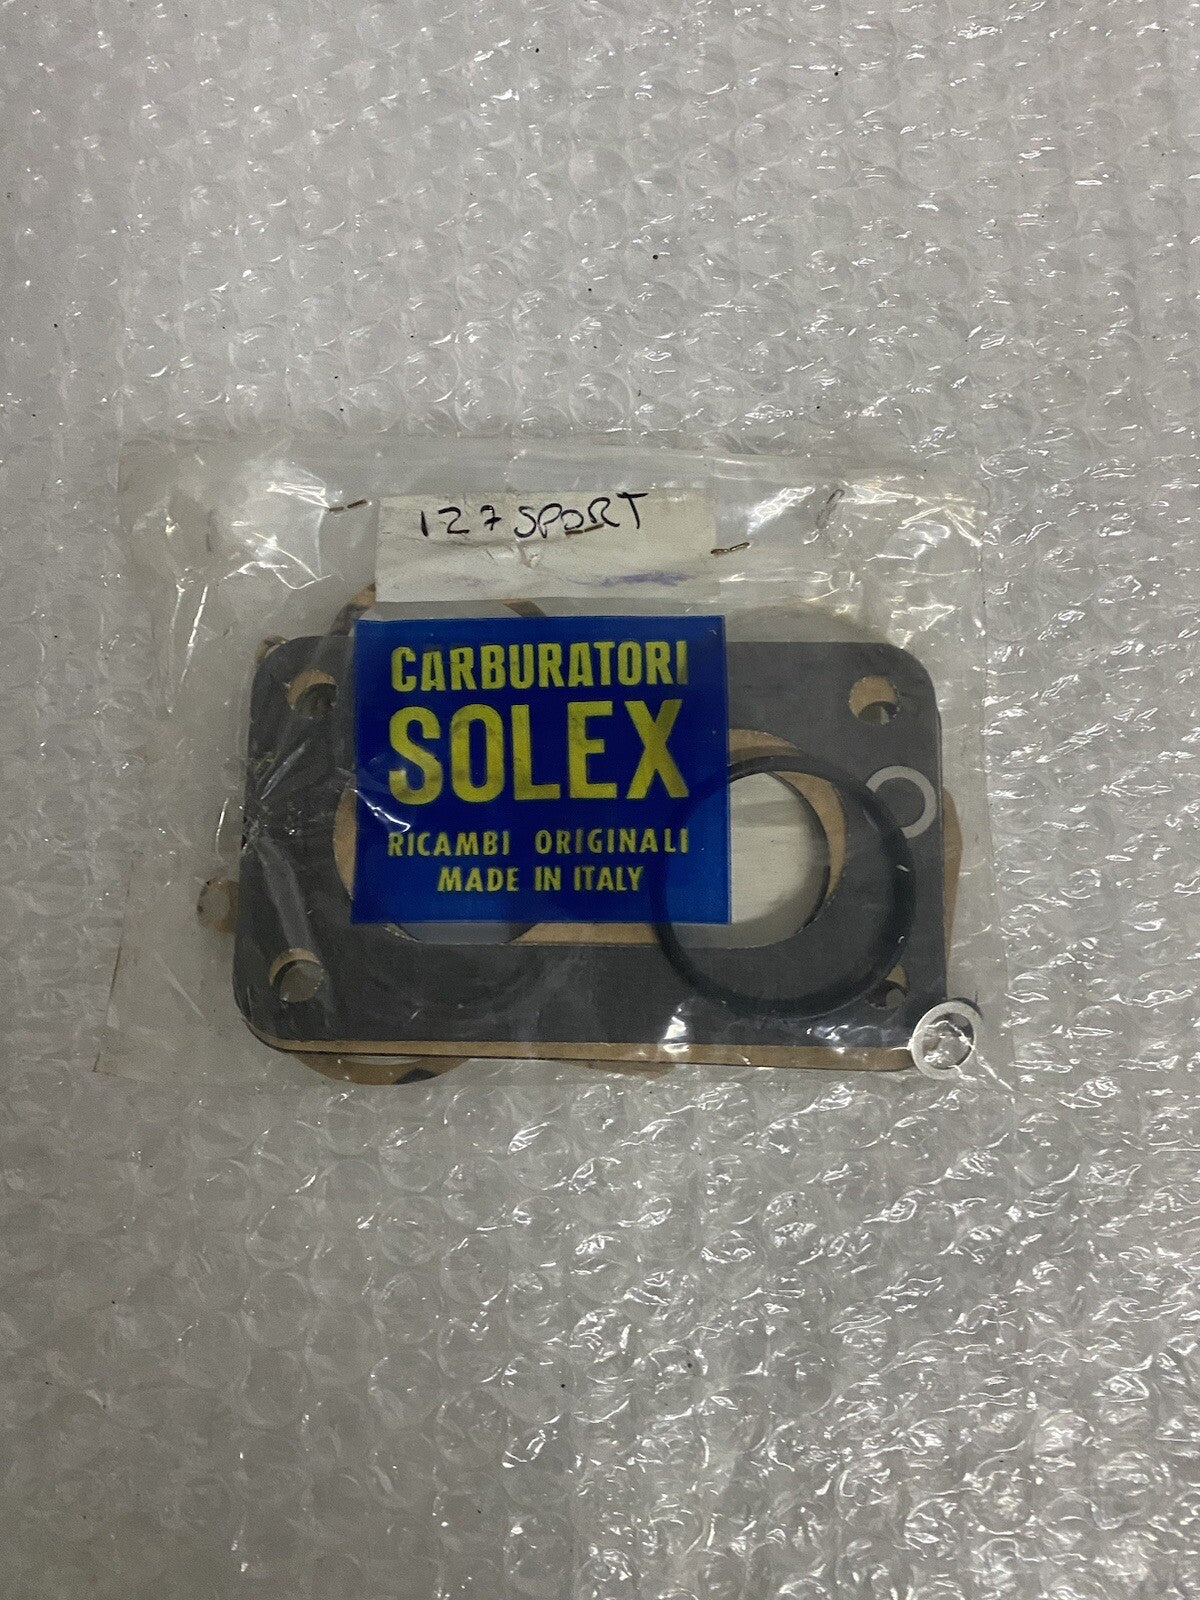 127 SPORT
CARBURATORI
SOLEX
RICAMBI ORIGINALI
MADE IN ITALY